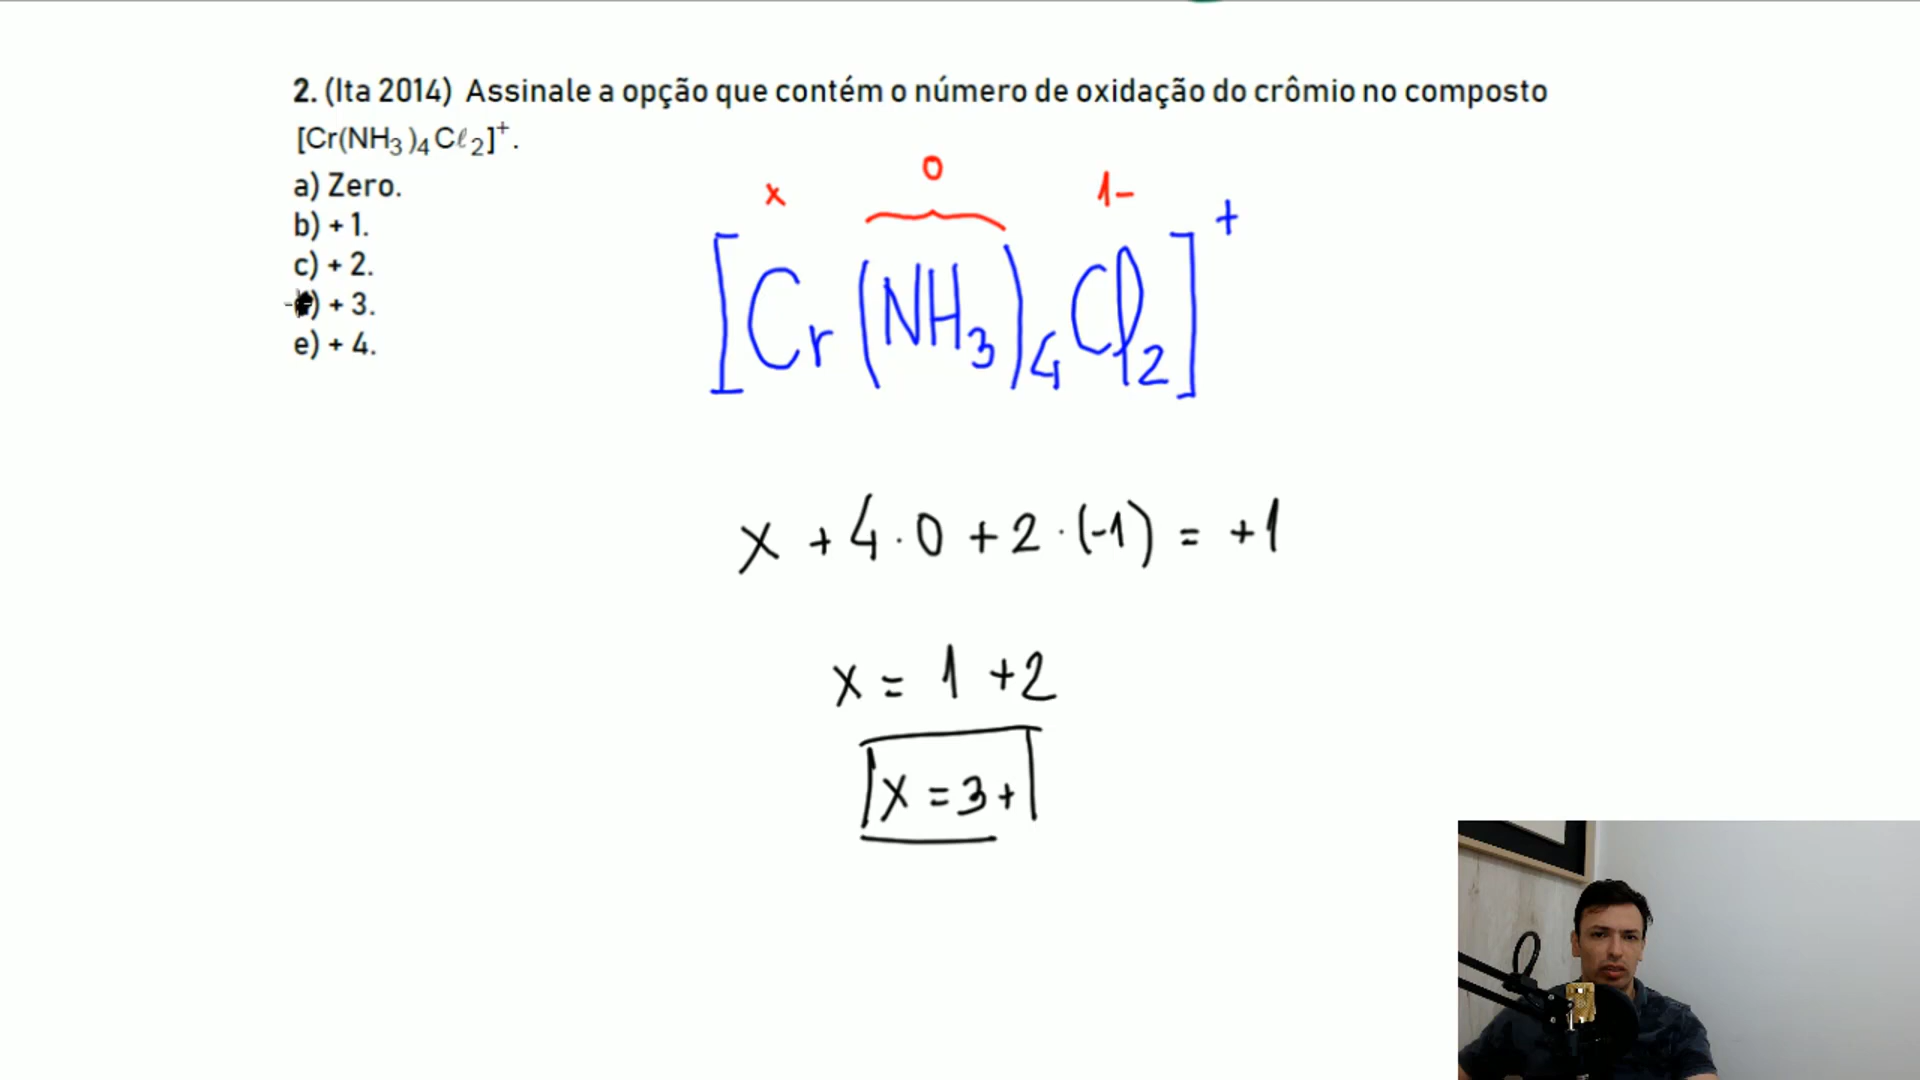 2. (Ita 2014) Assinale a opção que contém o número de oxidação do crômio no composto
[Cr(NH₃)₄Cℓ₂]⁺.
a) Zero.
b) + 1.
c) + 2.
) + 3.
e) + 4.
x 0 1-
[Cr(NH₃)₄Cl₂]⁺
x + 4 · 0 + 2 · (-1) = +1
x = 1 + 2
x = 3+